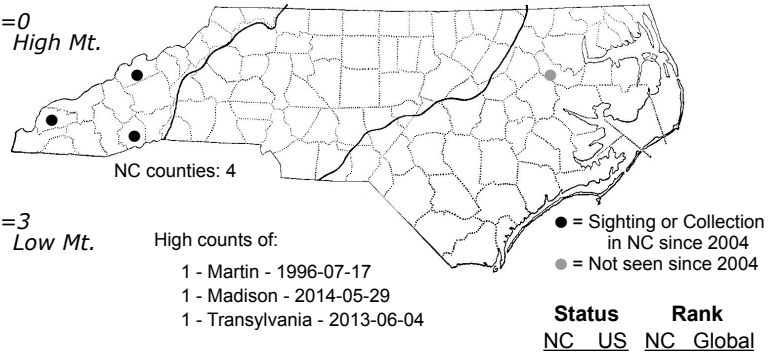 =0
High Mt.
NC counties: 4
=3
Low Mt.
High counts of:
1 - Martin - 1996-07-17
1 - Madison - 2014-05-29
1 - Transylvania - 2013-06-04
● = Sighting or Collection
in NC since 2004
● = Not seen since 2004
Status Rank
NC US NC Global